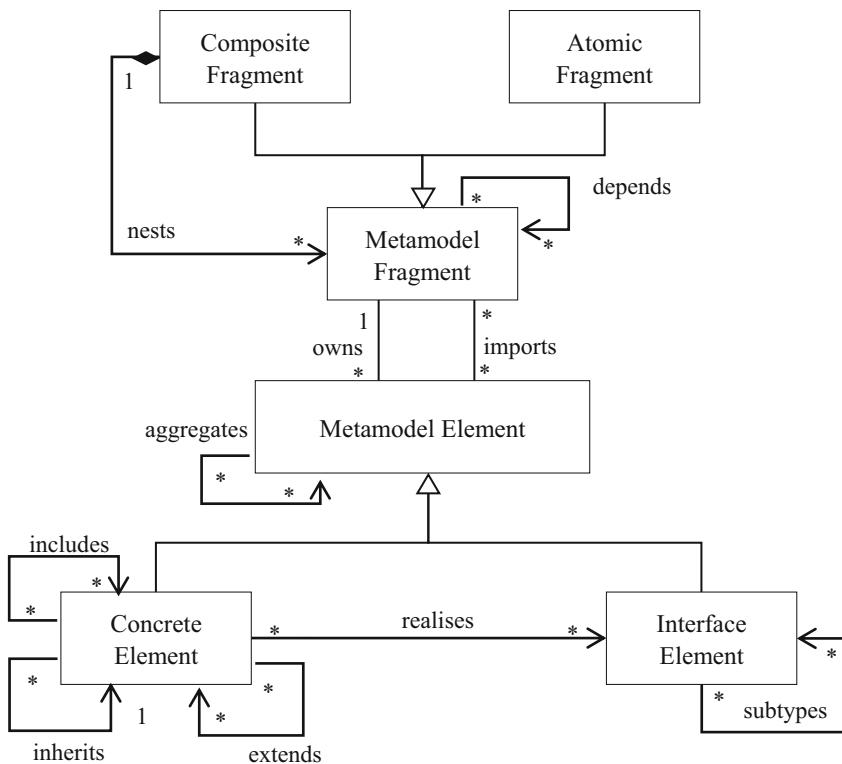 Composite
Fragment
Atomic
Fragment
1
depends
*
*
nests
*
Metamodel
Fragment
1
*
owns
imports
*
*
aggregates
Metamodel Element
*
*
includes
*
*
Concrete
Element
*
realises
*
Interface
Element
*
*
*
*
*
1
subtypes
inherits
extends